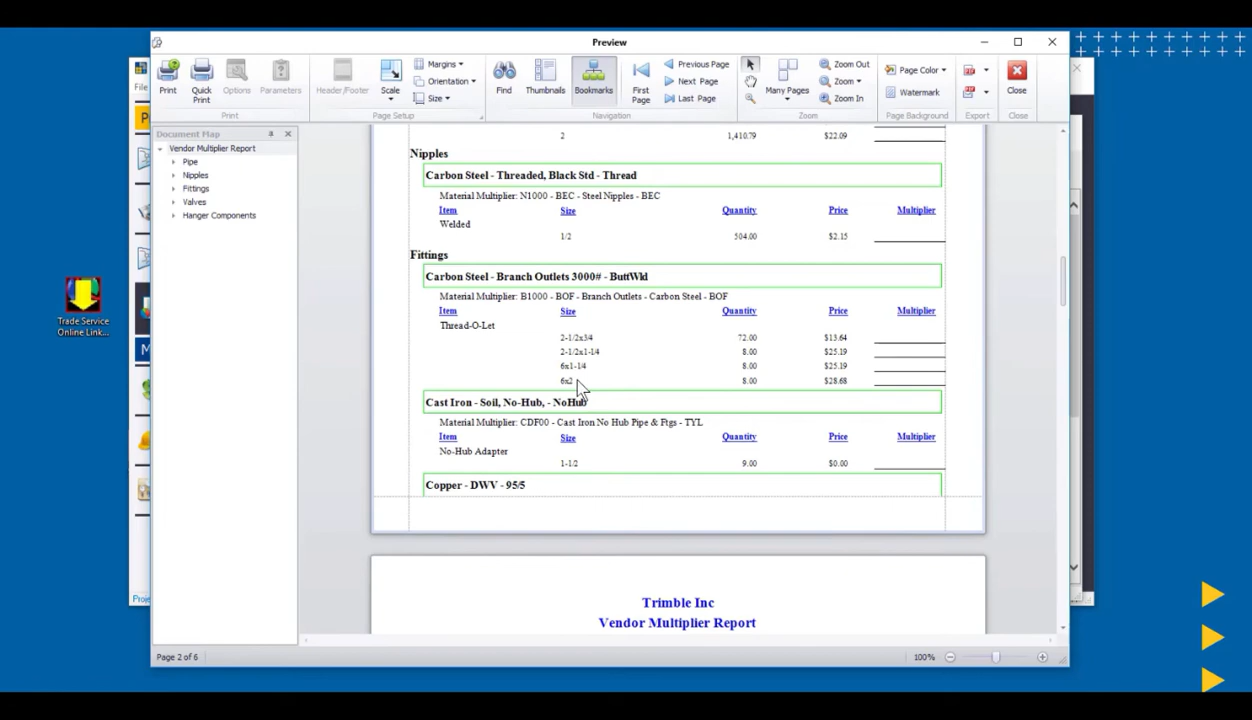 Preview
Print
Quick Print
Options
Parameters
Header/Footer
Scale
Margins
Orientation
Size
Find
Thumbnails
Bookmarks
First Page
Previous Page
Next Page
Last Page
Many Pages
Zoom Out
Zoom
Zoom In
Page Color
Watermark
Close
Print
Page Setup
Navigation
Zoom
Page Background
Export
Close
File
Document Map
Vendor Multiplier Report
Pipe
Nipples
Fittings
Valves
Hanger Components
2 1,410.79 $22.09
Nipples
Carbon Steel - Threaded, Black Std - Thread
Material Multiplier: N1000 - BEC - Steel Nipples - BEC
Item Size Quantity Price Multiplier
Welded
1/2 504.00 $2.15
Fittings
Carbon Steel - Branch Outlets 3000# - ButtWld
Material Multiplier: B1000 - BOF - Branch Outlets - Carbon Steel - BOF
Item Size Quantity Price Multiplier
Thread-O-Let
2-1/2x3/4 72.00 $13.64
2-1/2x1-1/4 8.00 $25.19
6x1-1/4 8.00 $25.19
6x2 8.00 $28.68
Cast Iron - Soil, No-Hub, - NoHub
Material Multiplier: CDF00 - Cast Iron No Hub Pipe & Ftgs - TYL
Item Size Quantity Price Multiplier
No-Hub Adapter
1-1/2 9.00 $0.00
Copper - DWV - 95/5
Trimble Inc
Vendor Multiplier Report
Trade Service
Online Link...
Proje
Page 2 of 6
100%